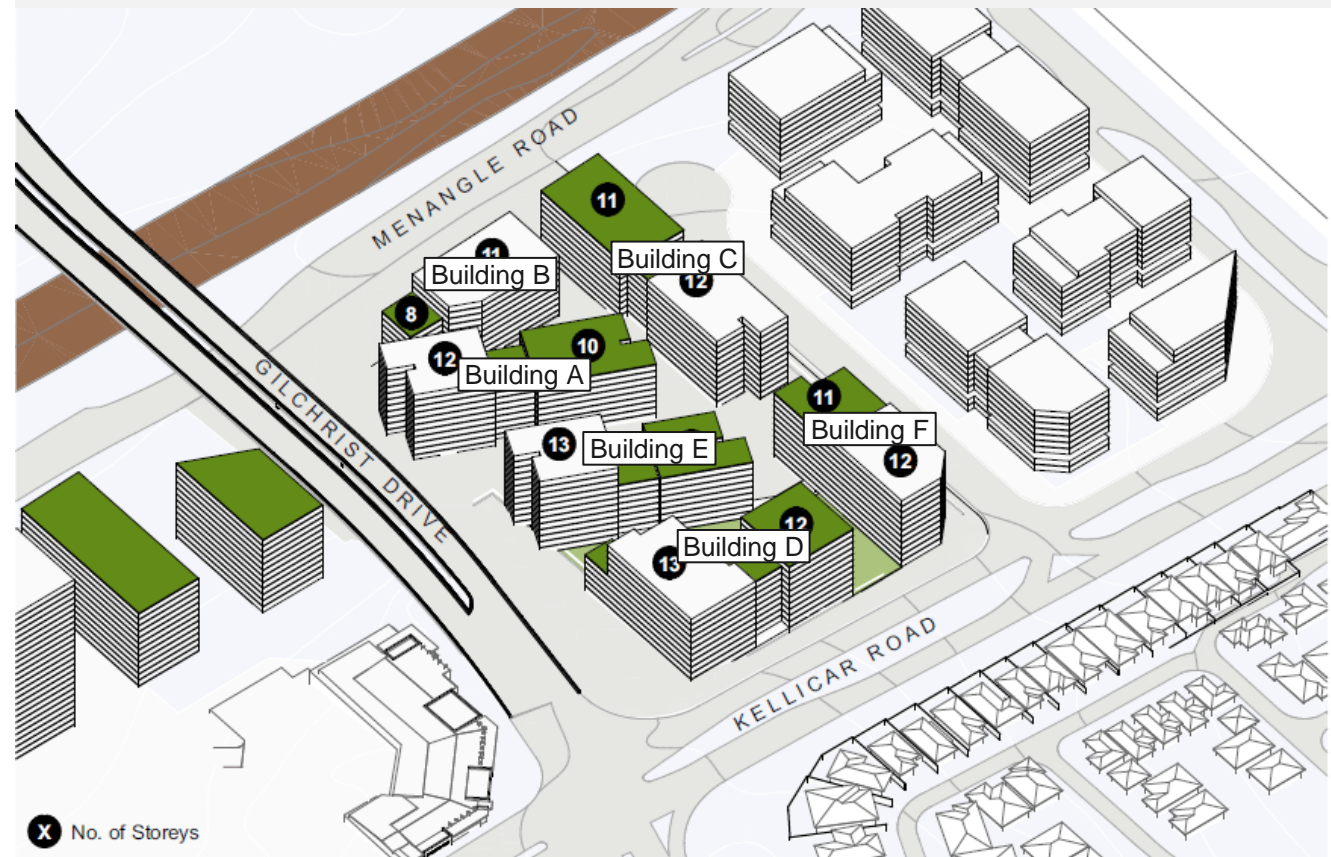 MENANGLE ROAD
11
Building C
11
Building B
12
8
12
10
Building A
11
Building F
13
Building E
12
12
Building D
13
GILCHRIST DRIVE
KELLICAR ROAD
X No. of Storeys